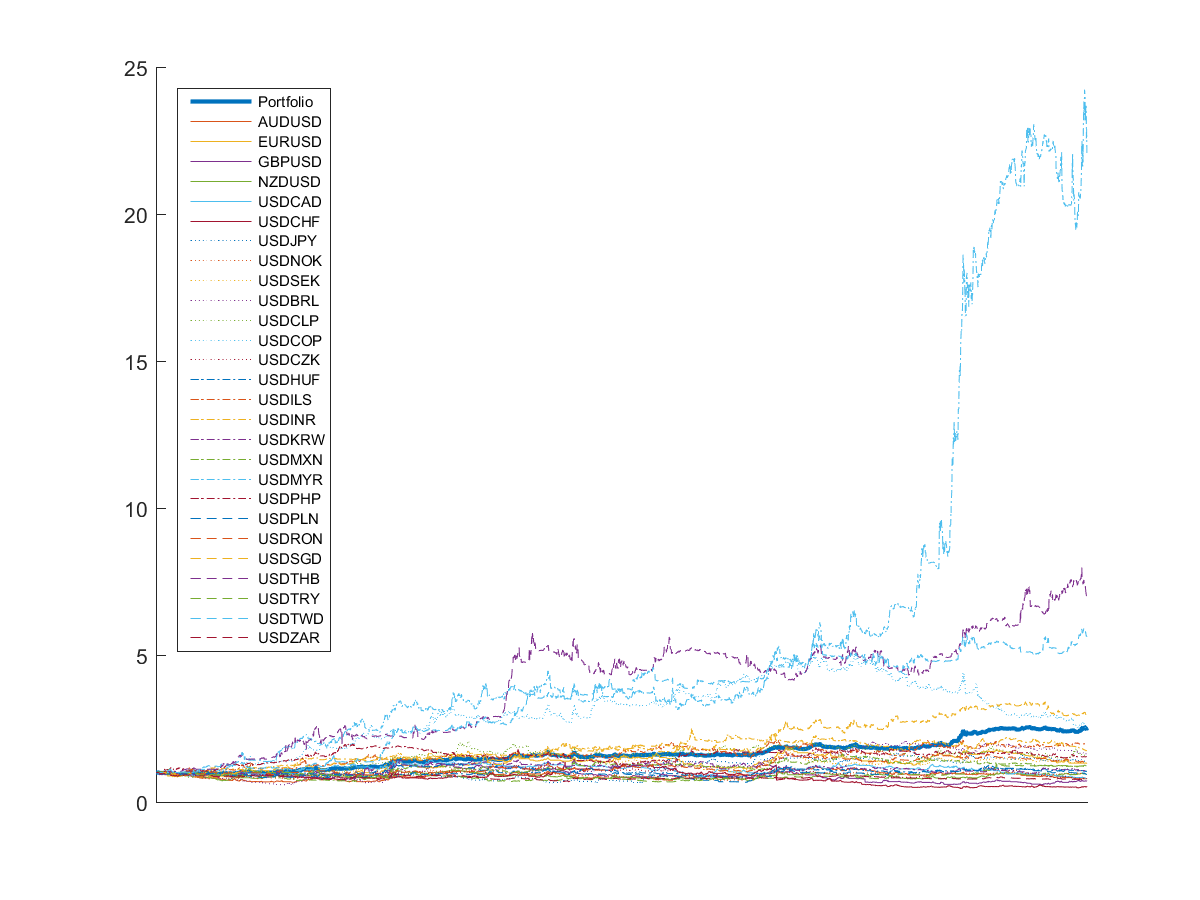 25
20
15
10
5
0
Portfolio
AUDUSD
EURUSD
GBPUSD
NZDUSD
USDCAD
USDCHF
USDJPY
USDNOK
USDSEK
USDBRL
USDCLP
USDCOP
USDCZK
USDHUF
USDILS
USDINR
USDKRW
USDMXN
USDMYR
USDPHP
USDPLN
USDRON
USDSGD
USDTHB
USDTRY
USDTWD
USDZAR